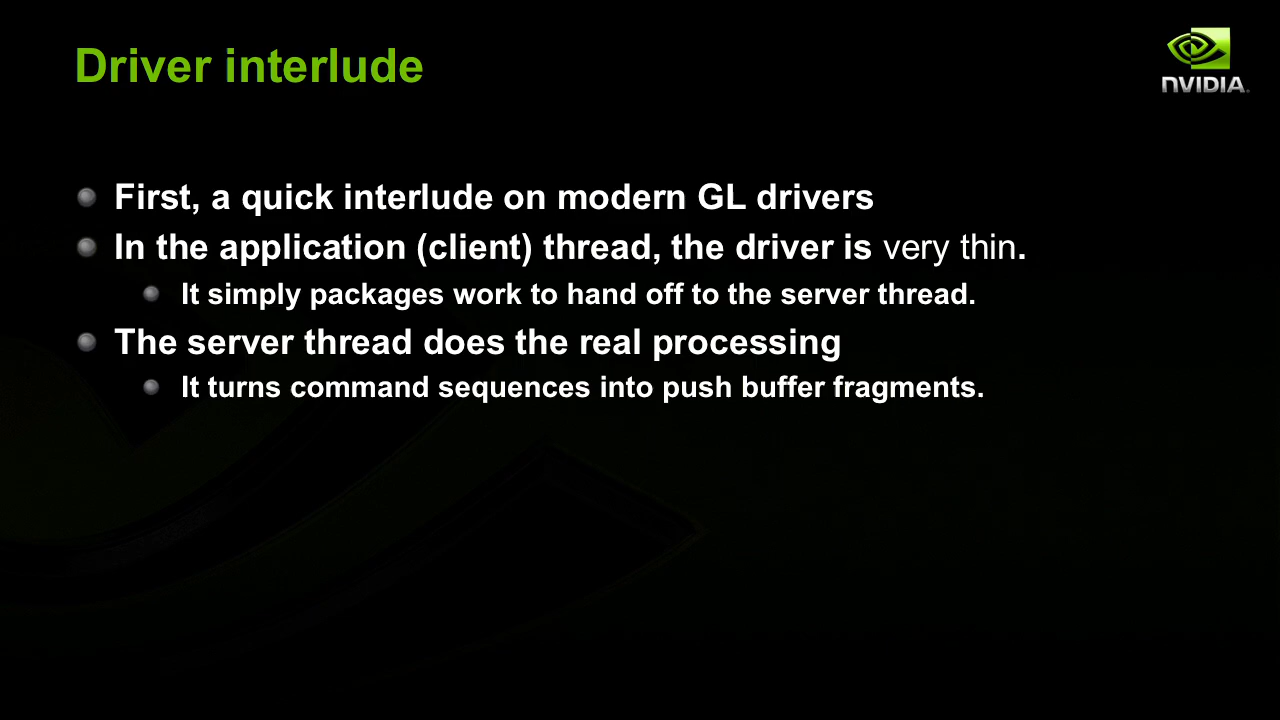 Driver interlude
NVIDIA
First, a quick interlude on modern GL drivers
In the application (client) thread, the driver is very thin.
It simply packages work to hand off to the server thread.
The server thread does the real processing
It turns command sequences into push buffer fragments.